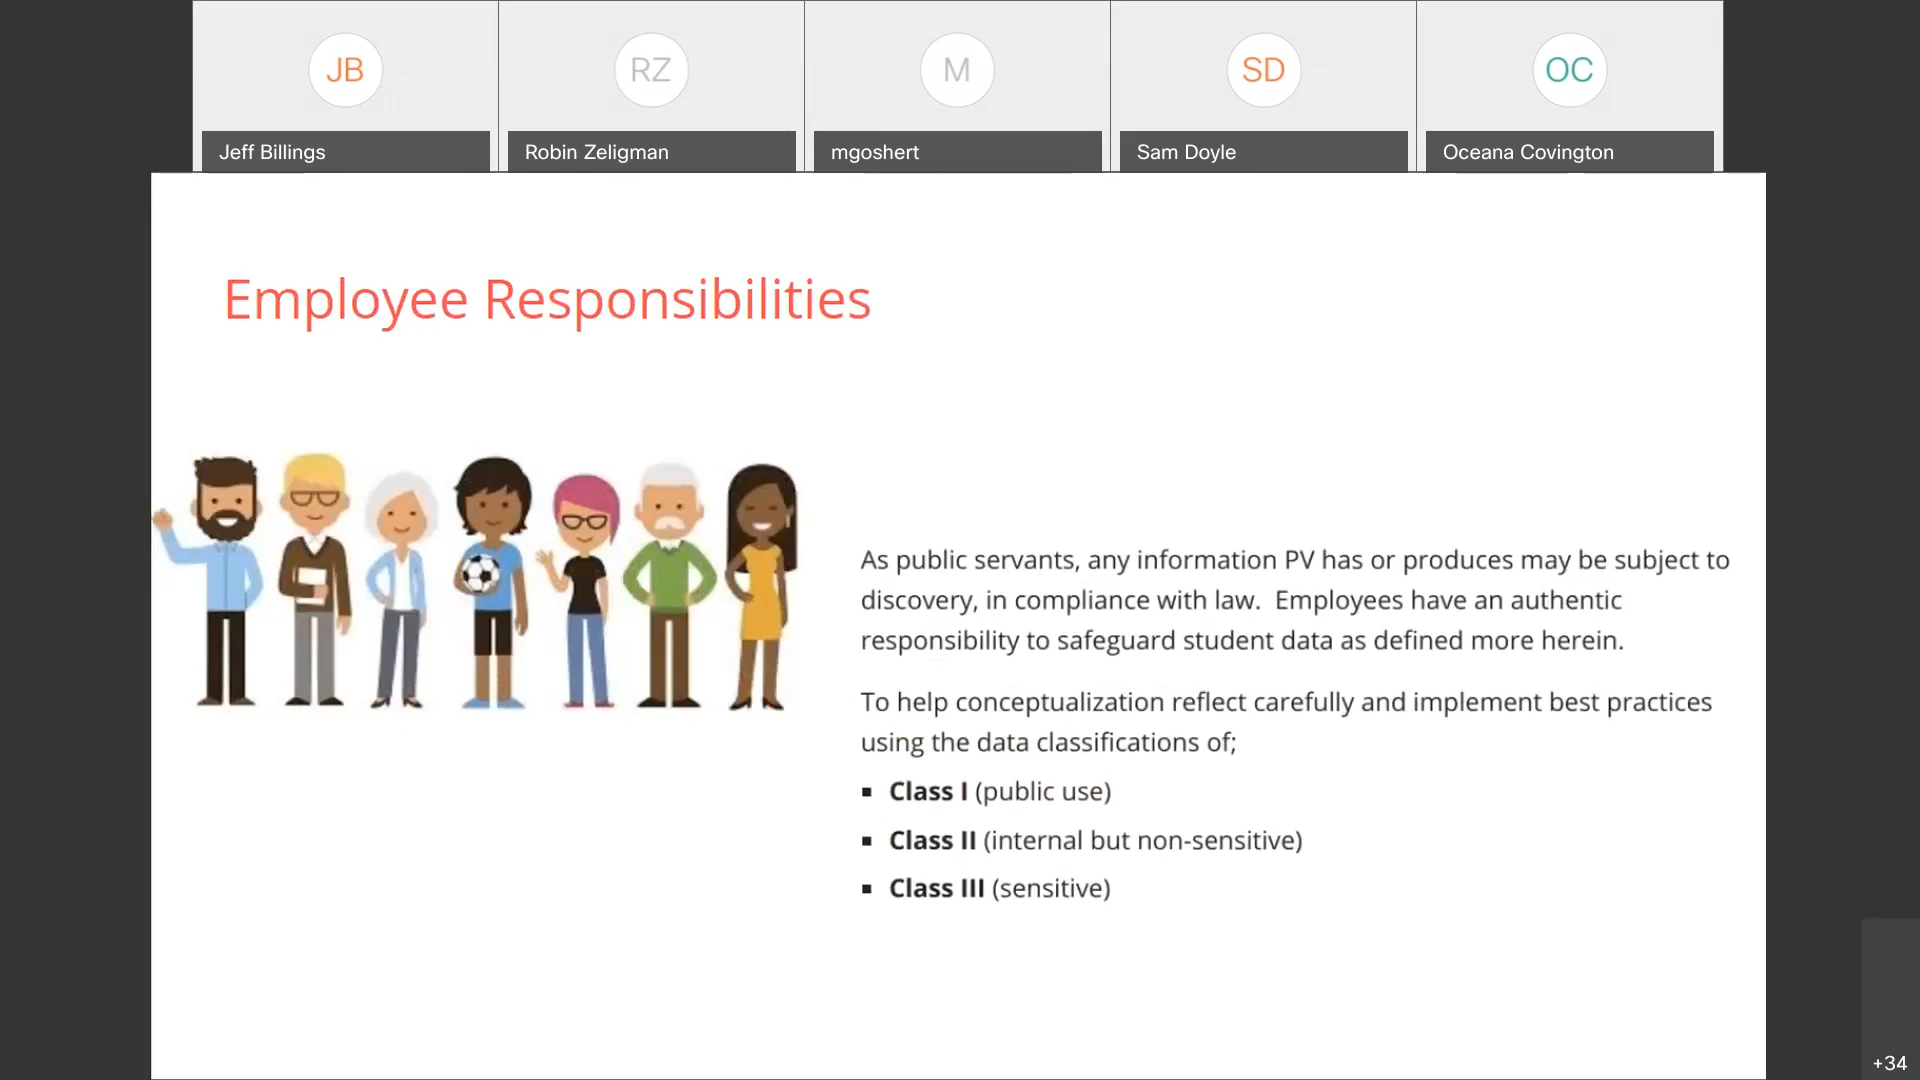 JB
RZ
M
SD
OC
Jeff Billings
Robin Zeligman
mgoshert
Sam Doyle
Oceana Covington
Employee Responsibilities
As public servants, any information PV has or produces may be subject to
discovery, in compliance with law. Employees have an authentic
responsibility to safeguard student data as defined more herein.
To help conceptualization reflect carefully and implement best practices
using the data classifications of;
▪ Class I (public use)
▪ Class II (internal but non-sensitive)
▪ Class III (sensitive)
+34